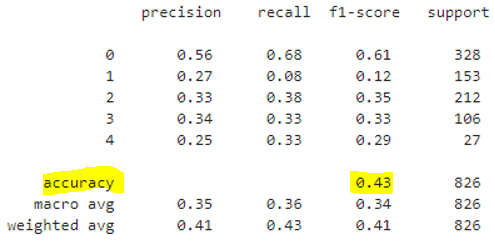 precision recall f1-score support
0 0.56 0.68 0.61 328
1 0.27 0.08 0.12 153
2 0.33 0.38 0.35 212
3 0.34 0.33 0.33 106
4 0.25 0.33 0.29 27
accuracy 0.43 826
macro avg 0.35 0.36 0.34 826
weighted avg 0.41 0.43 0.41 826